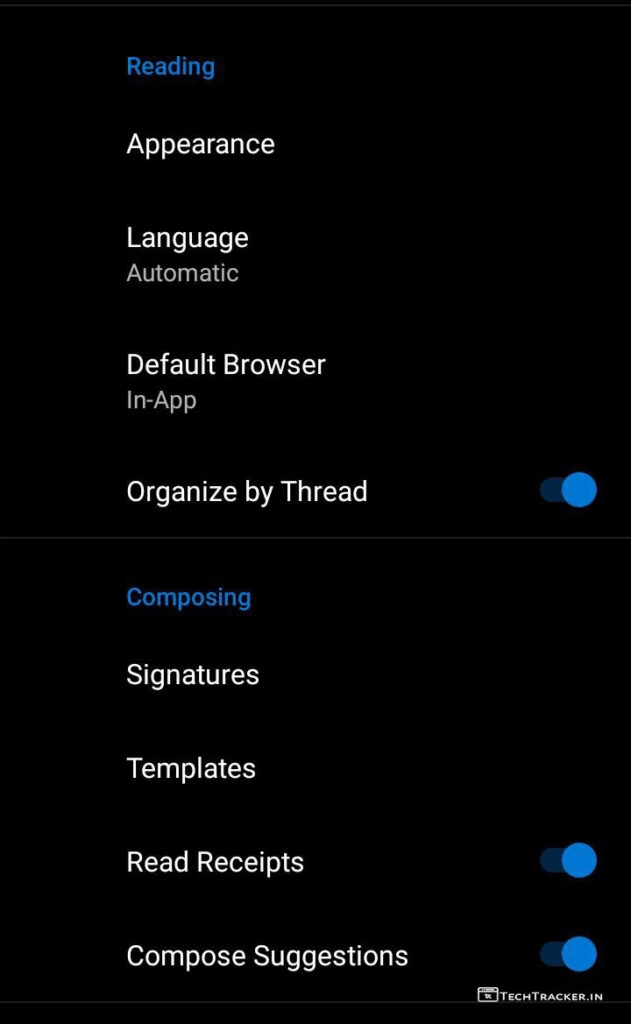 Reading
Appearance
Language
Automatic
Default Browser
In-App
Organize by Thread
Composing
Signatures
Templates
Read Receipts
Compose Suggestions
TECHTRACKER.IN